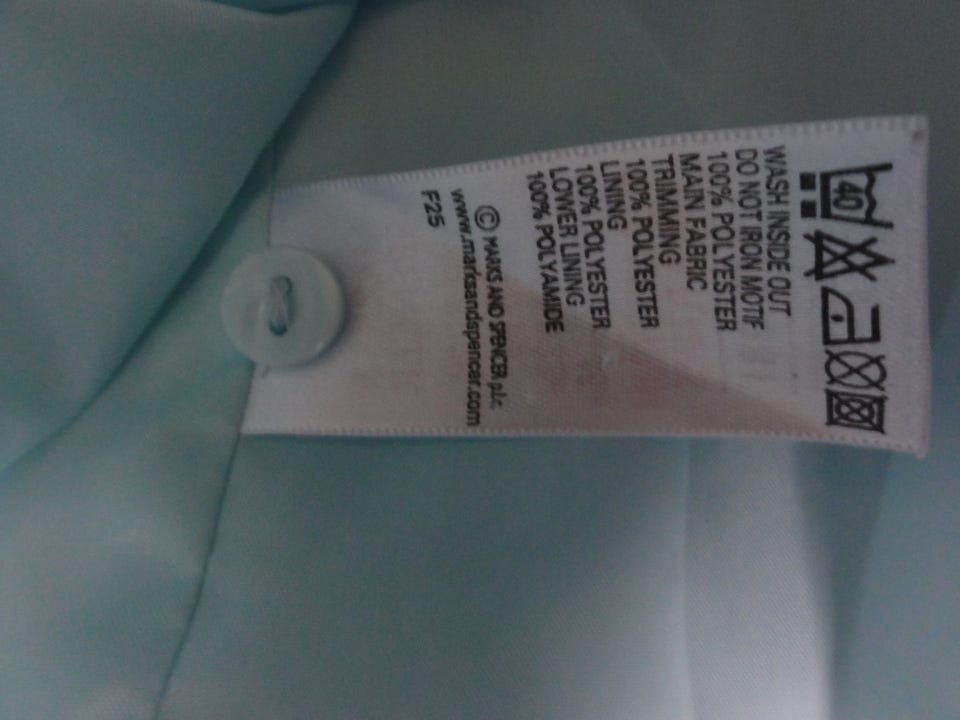 40
WASH INSIDE OUT
DO NOT IRON MOTIF
100% POLYESTER
MAIN FABRIC
TRIMMING
100% POLYESTER
LINING
100% POLYESTER
LOWER LINING
100% POLYAMIDE
© MARKS AND SPENCER p.l.c.
www.marksandspencer.com
F25